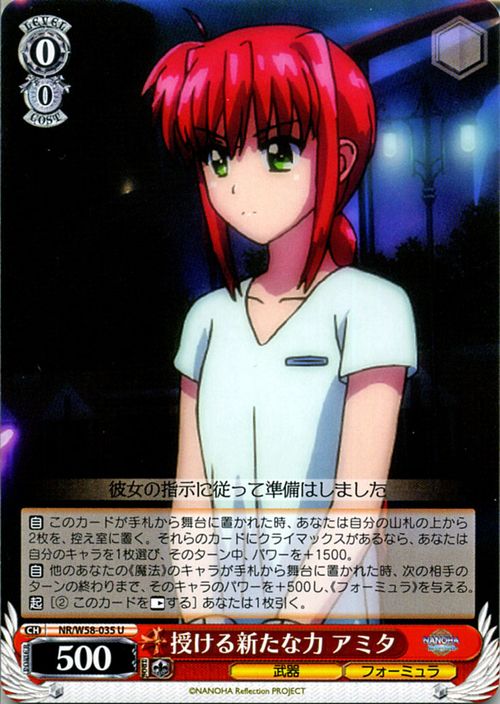 LEVEL
0
0
COST
彼女の指示に従って準備はしました
自 このカードが手札から舞台に置かれた時、あなたは自分の山札の上から
2枚を、控え室に置く。それらのカードにクライマックスがあるなら、あなたは
自分のキャラを1枚選び、そのターン中、パワーを＋1500。
自 他のあなたの《魔法》のキャラが手札から舞台に置かれた時、次の相手の
ターンの終わりまで、そのキャラのパワーを＋500し、《フォーミュラ》を与える。
起 [② このカードを する] あなたは1枚引く。
CH NR/W58-035 U
POWER 500
授ける新たな力 アミタ
NANOHA
武器 フォーミュラ
©NANOHA Reflection PROJECT